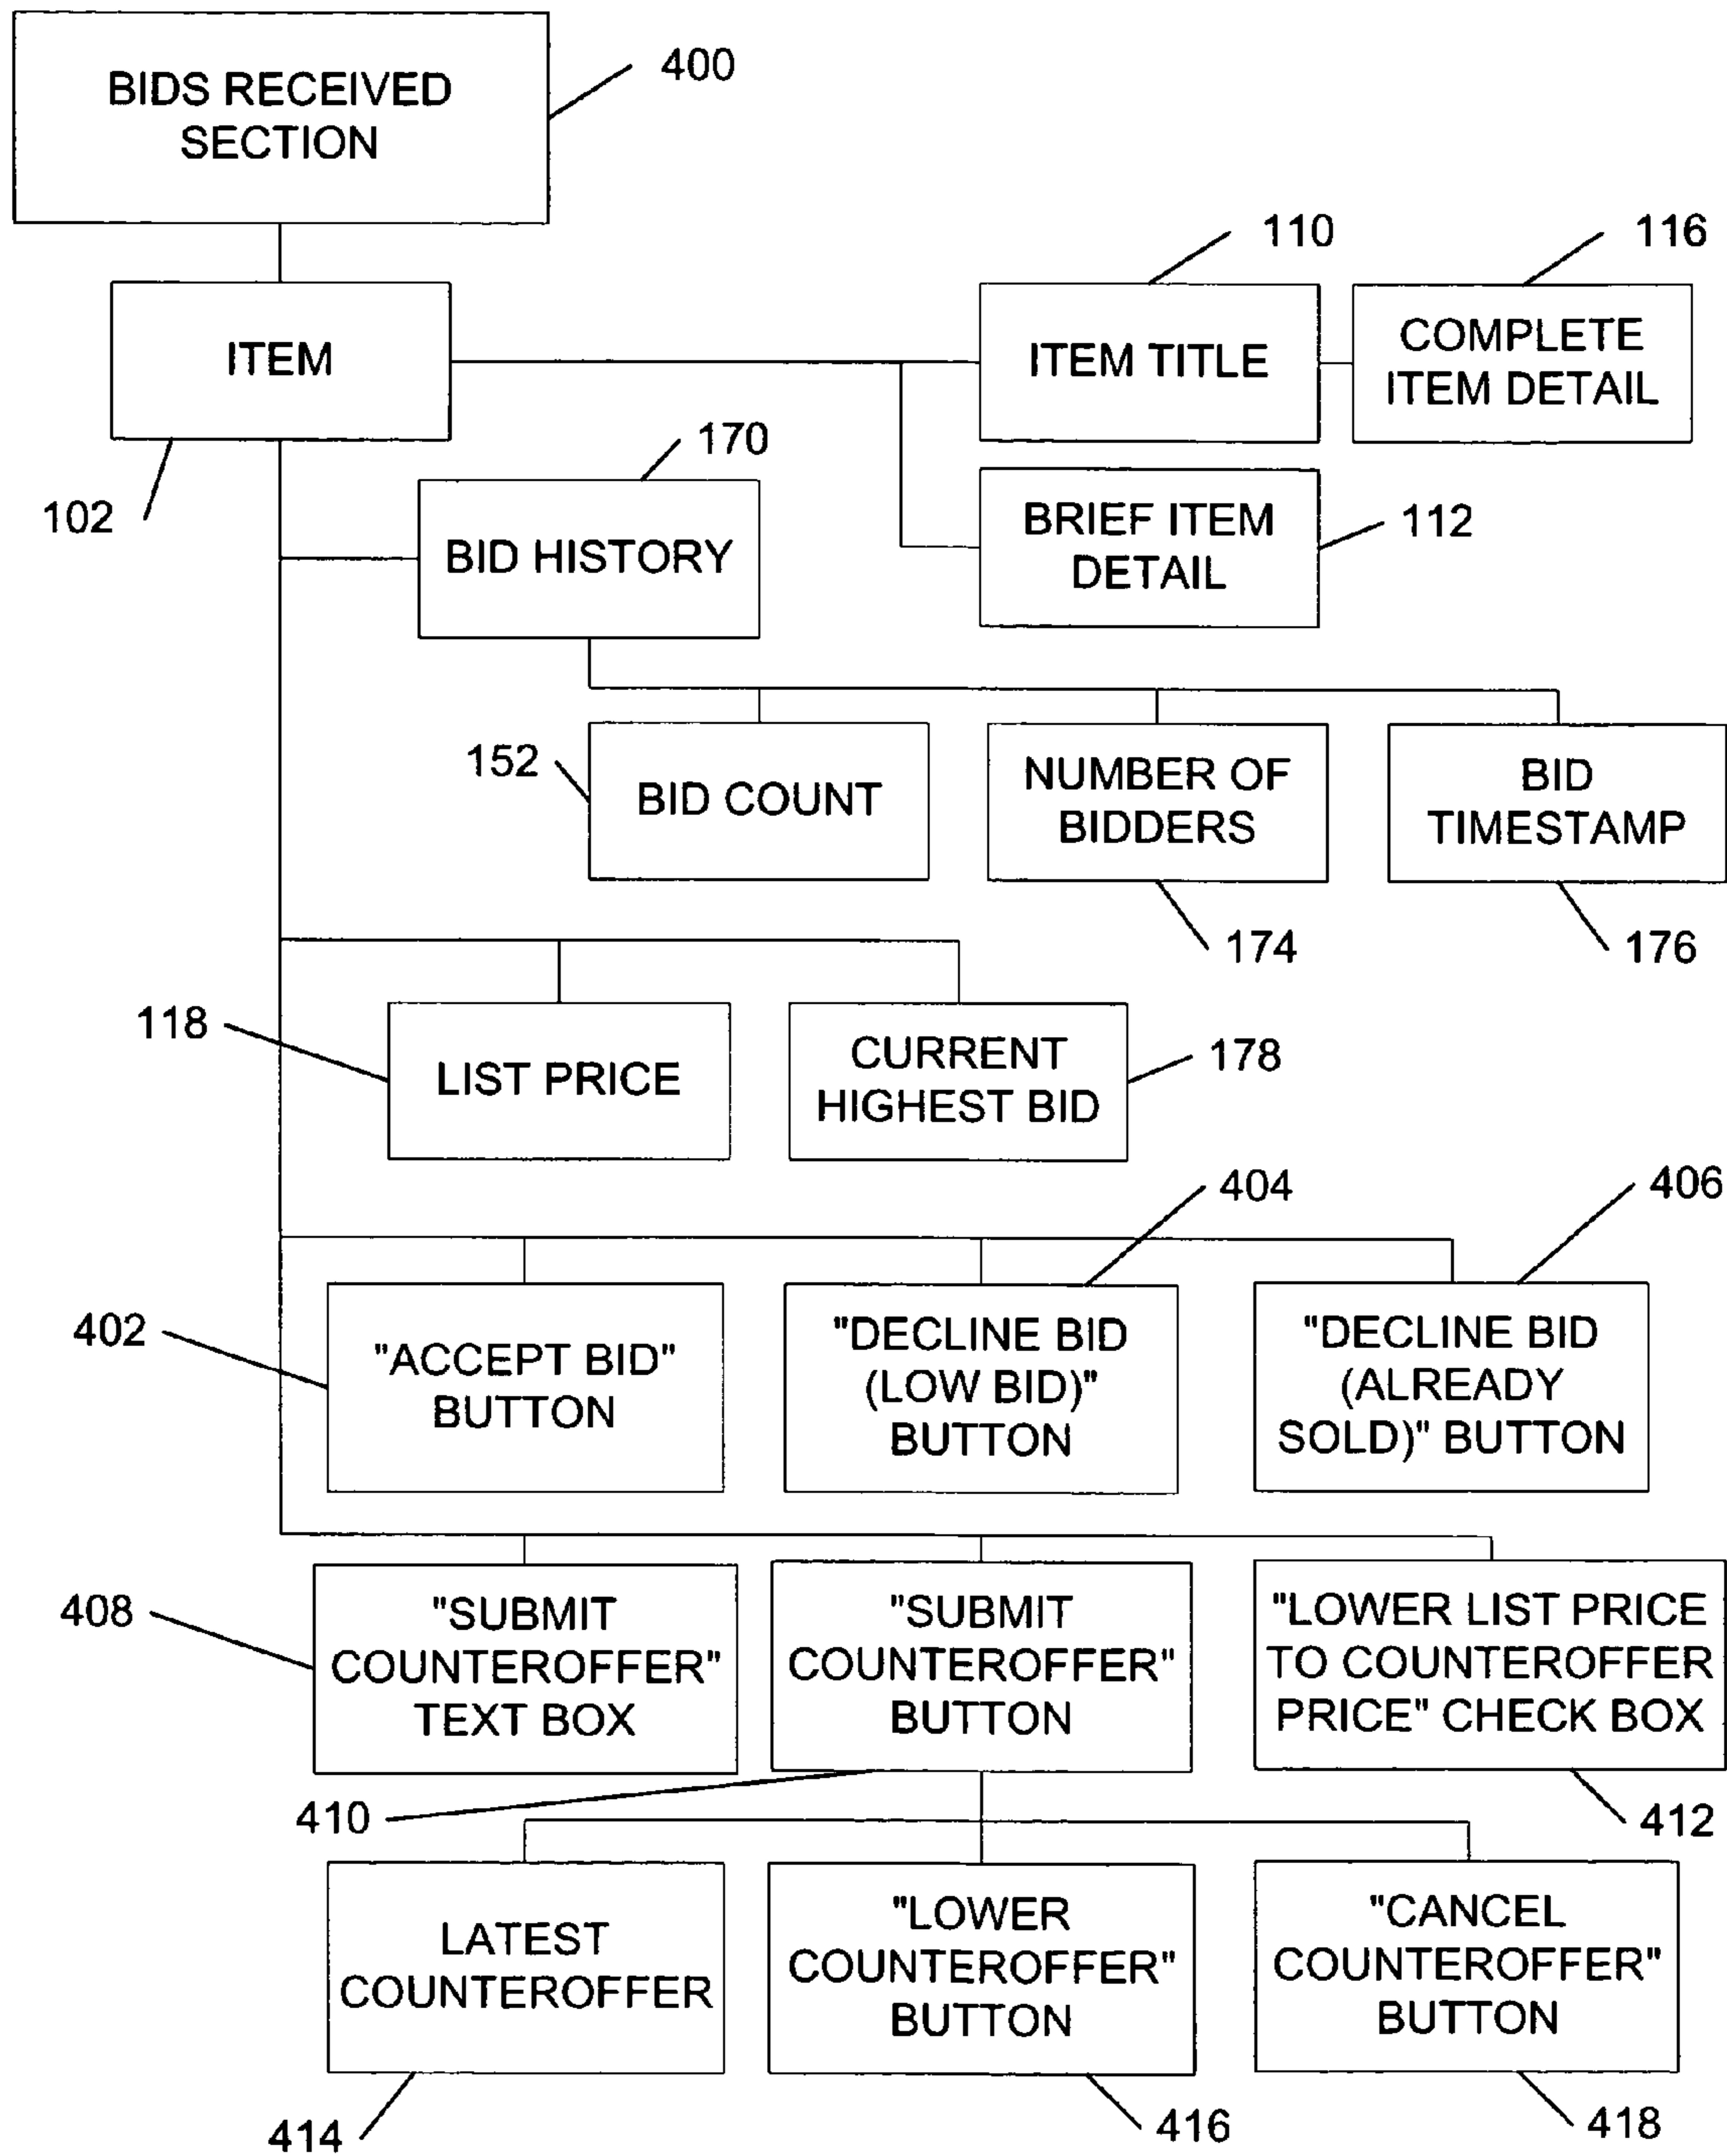 BIDS RECEIVED
SECTION
400
110
116
ITEM
ITEM TITLE
COMPLETE
ITEM DETAIL
102
170
BID HISTORY
BRIEF ITEM
DETAIL
112
152
BID COUNT
NUMBER OF
BIDDERS
BID
TIMESTAMP
174
176
118
LIST PRICE
CURRENT
HIGHEST BID
178
404
406
402
"ACCEPT BID"
BUTTON
"DECLINE BID
(LOW BID)"
BUTTON
"DECLINE BID
(ALREADY
SOLD)" BUTTON
408
"SUBMIT
COUNTEROFFER"
TEXT BOX
"SUBMIT
COUNTEROFFER"
BUTTON
"LOWER LIST PRICE
TO COUNTEROFFER
PRICE" CHECK BOX
410
412
LATEST
COUNTEROFFER
"LOWER
COUNTEROFFER"
BUTTON
"CANCEL
COUNTEROFFER"
BUTTON
414
416
418